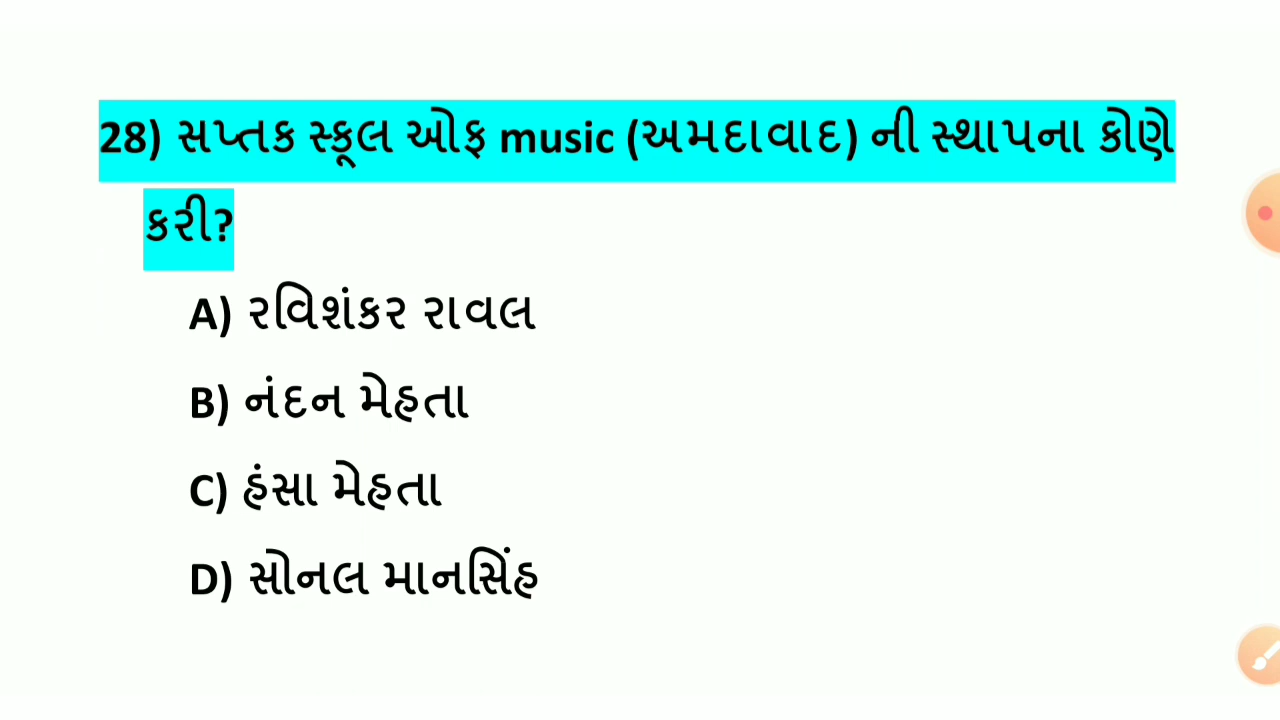 28) સપ્તક સ્કૂલ ઓફ music (અમદાવાદ) ની સ્થાપના કોણે
કરી?
A) રવિશંકર રાવલ
B) નંદન મેહતા
C) હંસા મેહતા
D) સોનલ માનસિંહ